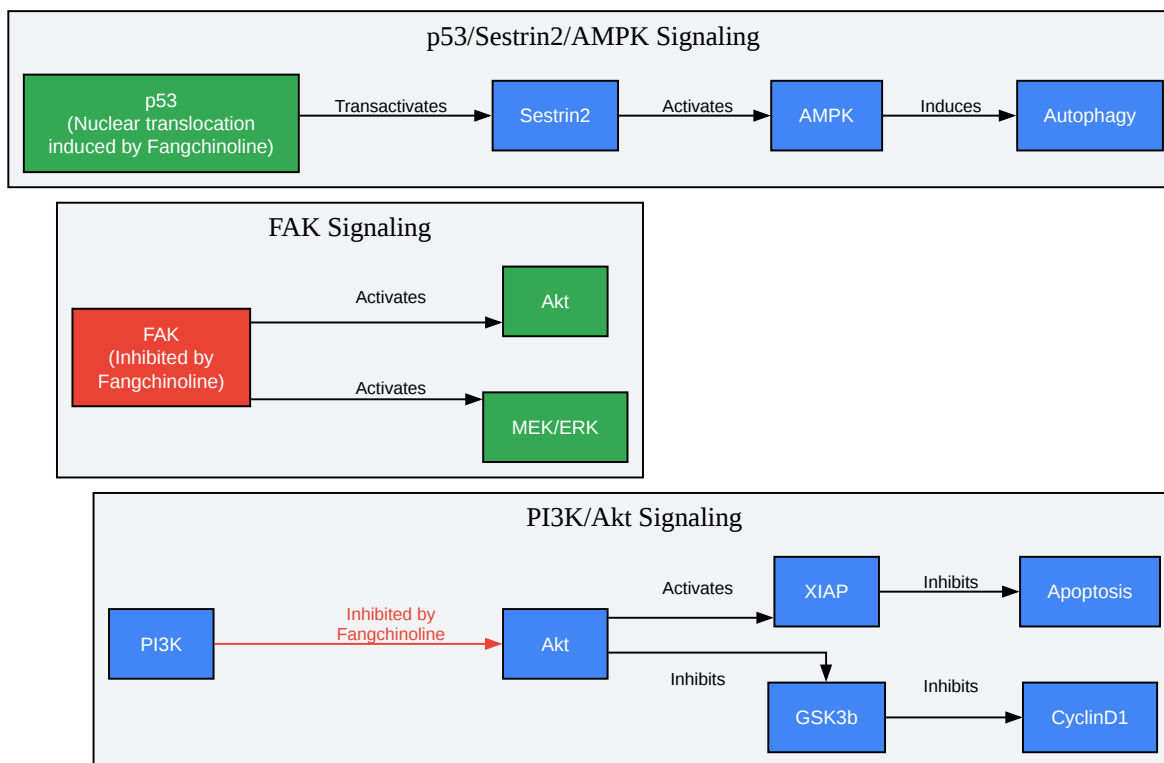 p53/Sestrin2/AMPK Signaling
p53
(Nuclear translocation
induced by Fangchinoline)
Transactivates
Sestrin2
Activates
AMPK
Induces
Autophagy
FAK Signaling
FAK
(Inhibited by
Fangchinoline)
Activates
Akt
Activates
MEK/ERK
PI3K/Akt Signaling
PI3K
Inhibited by
Fangchinoline
Akt
Activates
XIAP
Inhibits
Apoptosis
Inhibits
GSK3b
Inhibits
CyclinD1